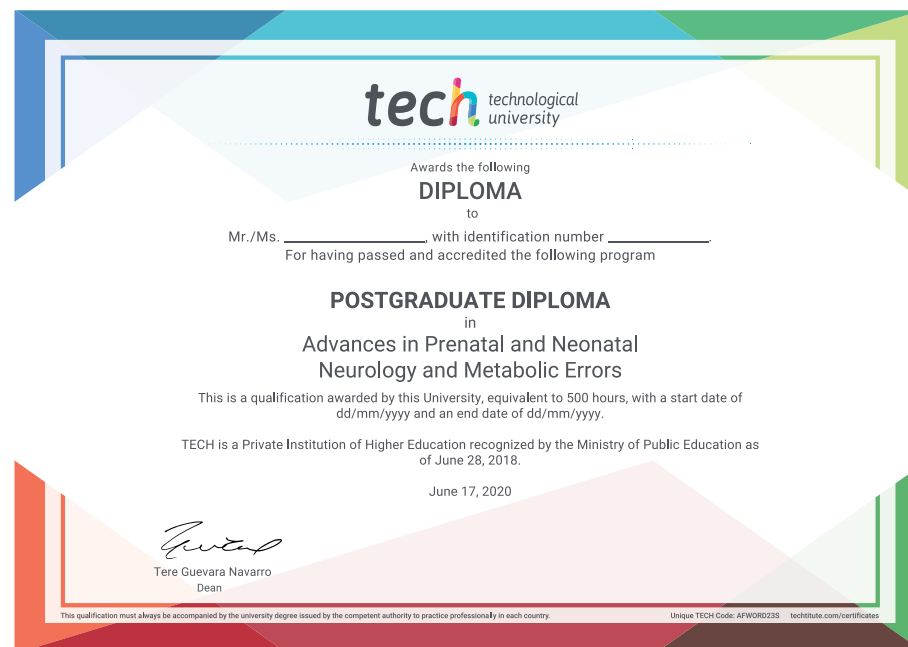 tech technological
university
Awards the following
DIPLOMA
to
Mr./Ms. ____________________, with identification number ______________.
For having passed and accredited the following program
POSTGRADUATE DIPLOMA
in
Advances in Prenatal and Neonatal
Neurology and Metabolic Errors
This is a qualification awarded by this University, equivalent to 500 hours, with a start date of
dd/mm/yyyy and an end date of dd/mm/yyyy.
TECH is a Private Institution of Higher Education recognized by the Ministry of Public Education as
of June 28, 2018.
June 17, 2020
Tere Guevara Navarro
Dean
This qualification must always be accompanied by the university degree issued by the competent authority to practice professionally in each country. Unique TECH Code: AFWORD23S techtitute.com/certificates